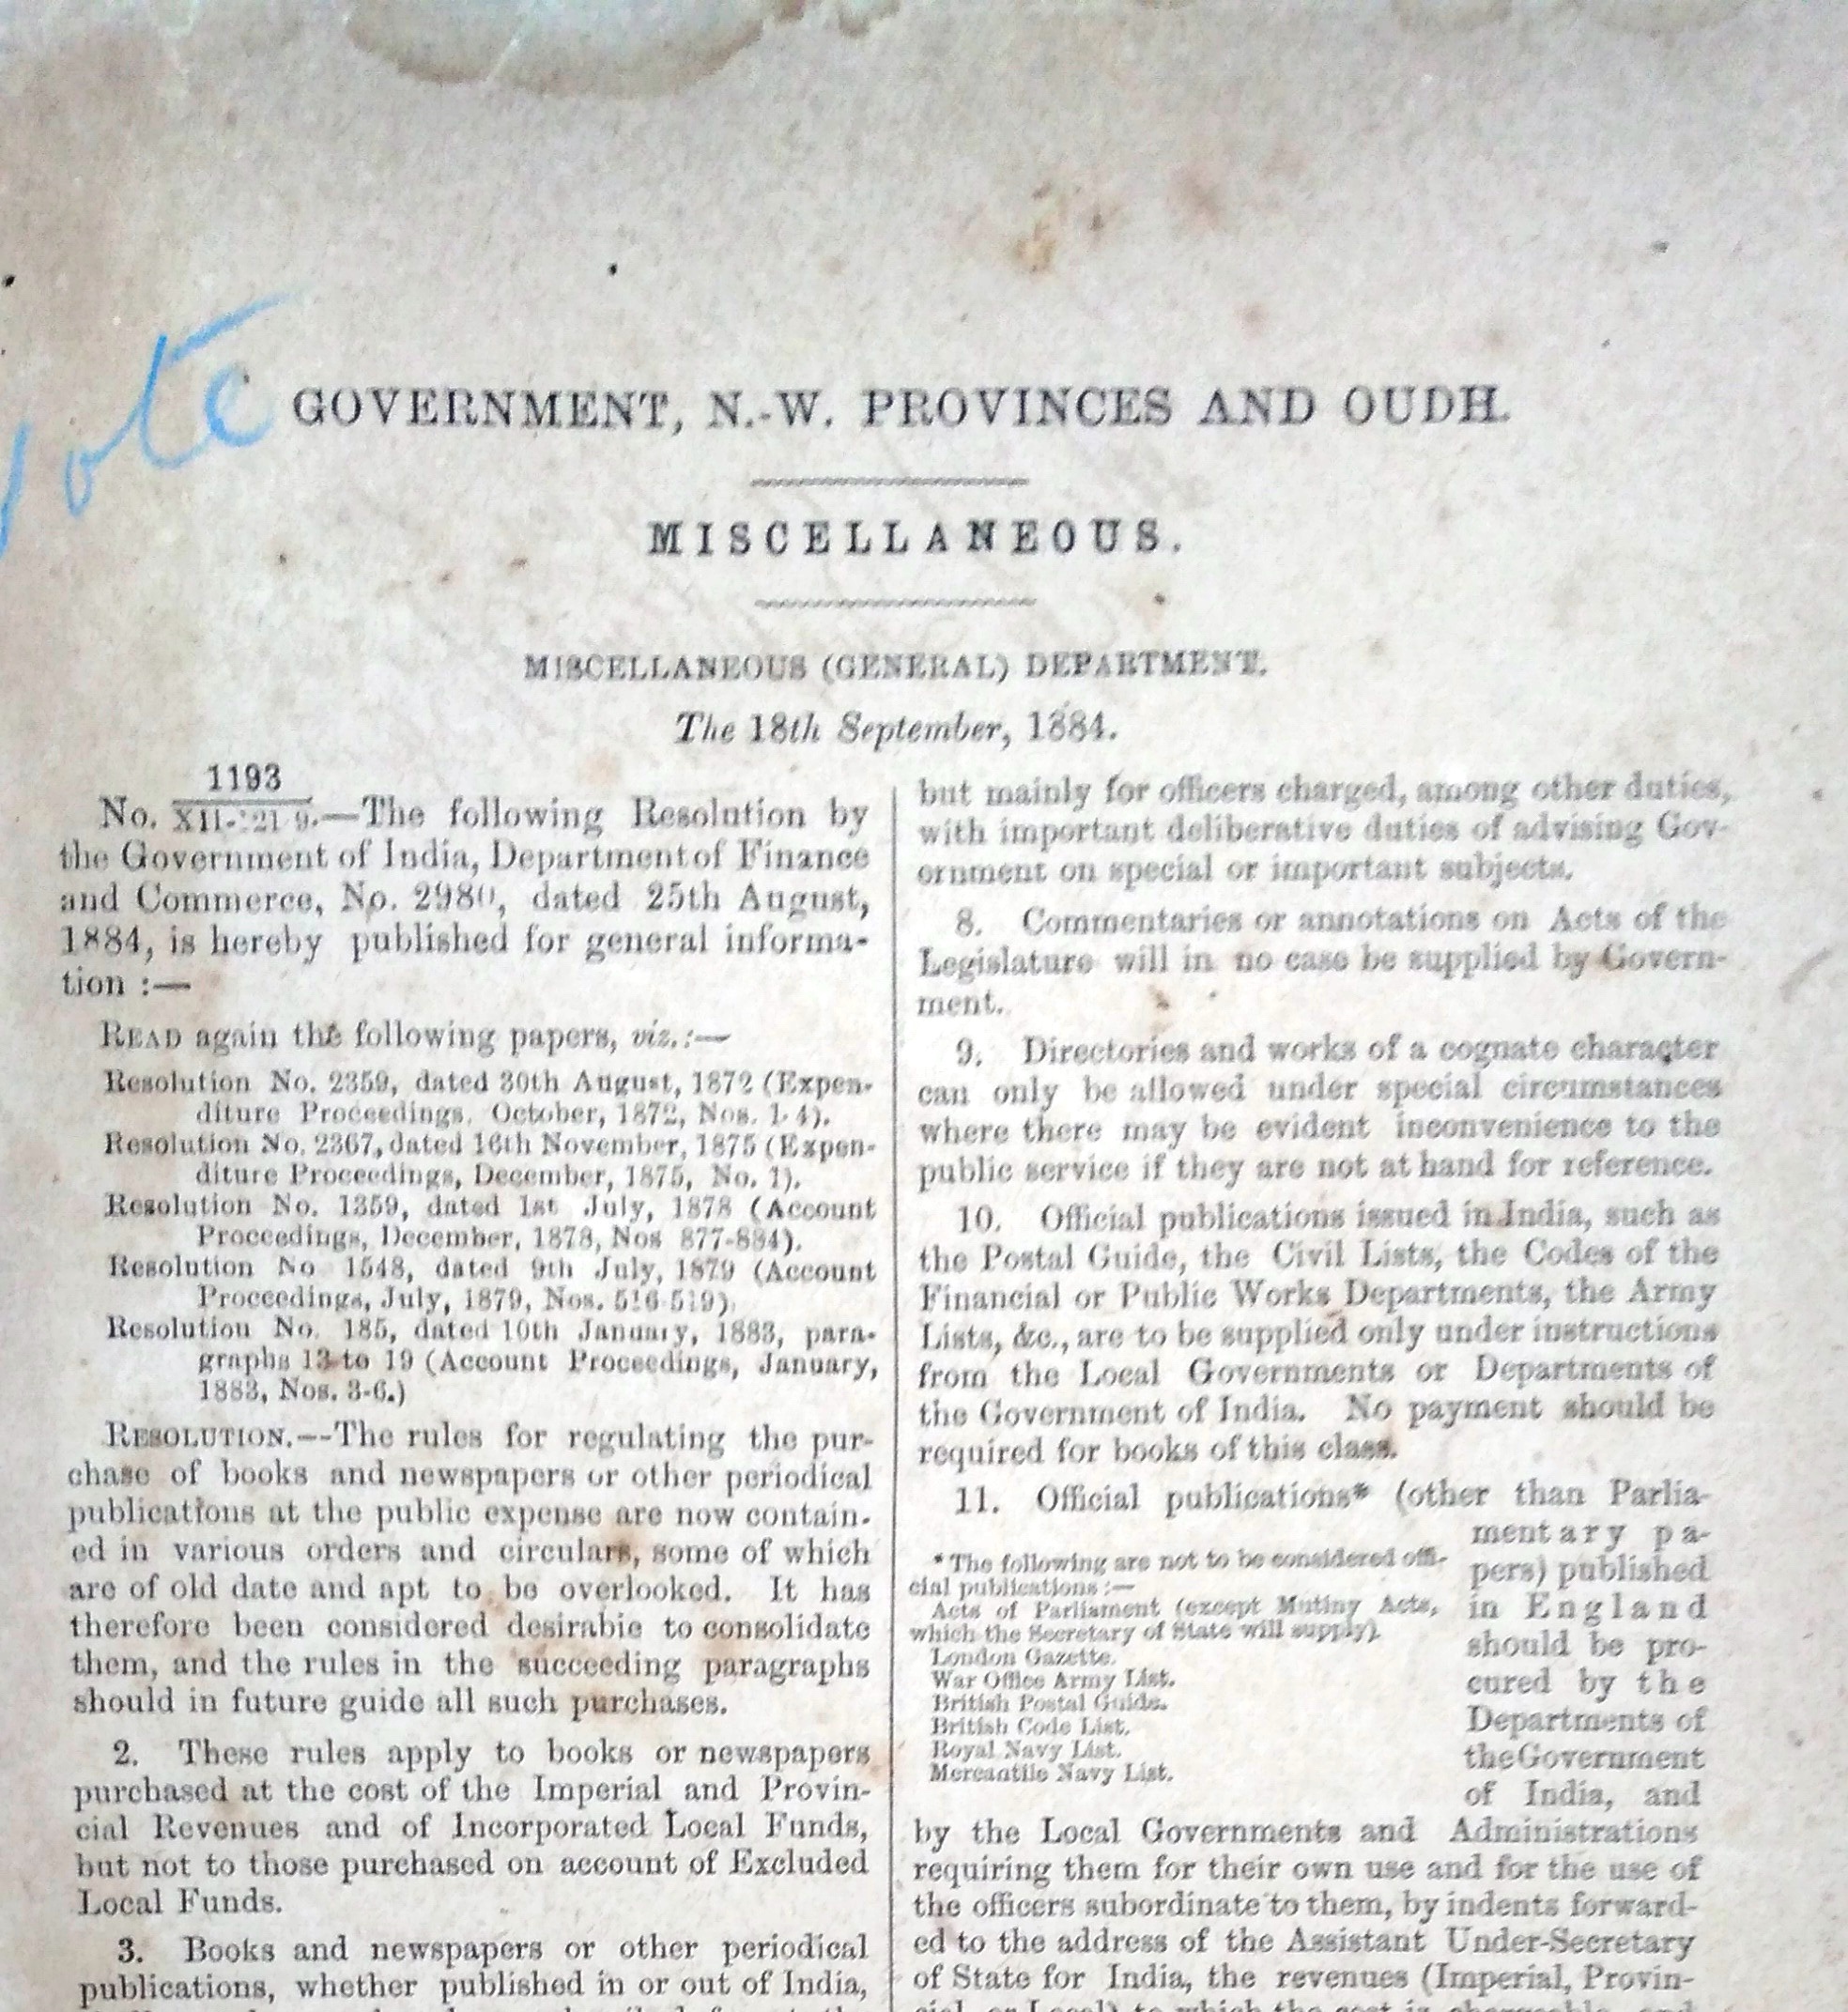 ote
GOVERNMENT, N.-W. PROVINCES AND OUDH.
MISCELLANEOUS.
MISCELLANEOUS (GENERAL) DEPARTMENT.
The 18th September, 1884.
1193
No. XII-221 9.—The following Resolution by
the Government of India, Department of Finance
and Commerce, No. 2980, dated 25th August,
1884, is hereby published for general informa-
tion :—
READ again the following papers, viz.:—
Resolution No. 2359, dated 30th August, 1872 (Expen-
diture Proceedings, October, 1872, Nos. 1-4).
Resolution No. 2367, dated 16th November, 1875 (Expen-
diture Proceedings, December, 1875, No. 1).
Resolution No. 1359, dated 1st July, 1878 (Account
Proceedings, December, 1878, Nos 877-884).
Resolution No 1548, dated 9th July, 1879 (Account
Proceedings, July, 1879, Nos. 516-519).
Resolution No. 185, dated 10th January, 1883, para-
graphs 13 to 19 (Account Proceedings, January,
1883, Nos. 3-6.)
RESOLUTION.—The rules for regulating the pur-
chase of books and newspapers or other periodical
publications at the public expense are now contain-
ed in various orders and circulars, some of which
are of old date and apt to be overlooked. It has
therefore been considered desirable to consolidate
them, and the rules in the succeeding paragraphs
should in future guide all such purchases.
2. These rules apply to books or newspapers
purchased at the cost of the Imperial and Provin-
cial Revenues and of Incorporated Local Funds,
but not to those purchased on account of Excluded
Local Funds.
3. Books and newspapers or other periodical
publications, whether published in or out of India,
but mainly for officers charged, among other duties,
with important deliberative duties of advising Gov-
ernment on special or important subjects.
8. Commentaries or annotations on Acts of the
Legislature will in no case be supplied by Govern-
ment.
9. Directories and works of a cognate character
can only be allowed under special circumstances
where there may be evident inconvenience to the
public service if they are not at hand for reference.
10. Official publications issued in India, such as
the Postal Guide, the Civil Lists, the Codes of the
Financial or Public Works Departments, the Army
Lists, &c., are to be supplied only under instructions
from the Local Governments or Departments of
the Government of India. No payment should be
required for books of this class.
11. Official publications* (other than Parlia-
mentary pa-
pers) published
in England
should be pro-
cured by the
Departments of
the Government
of India, and
* The following are not to be considered offi-
cial publications :—
Acts of Parliament (except Mutiny Acts,
which the Secretary of State will supply).
London Gazette.
War Office Army List.
British Postal Guide.
British Code List.
Royal Navy List.
Mercantile Navy List.
by the Local Governments and Administrations
requiring them for their own use and for the use of
the officers subordinate to them, by indents forward-
ed to the address of the Assistant Under-Secretary
of State for India, the revenues (Imperial, Provin-
cial, or Local) to which the cost is chargeable, and